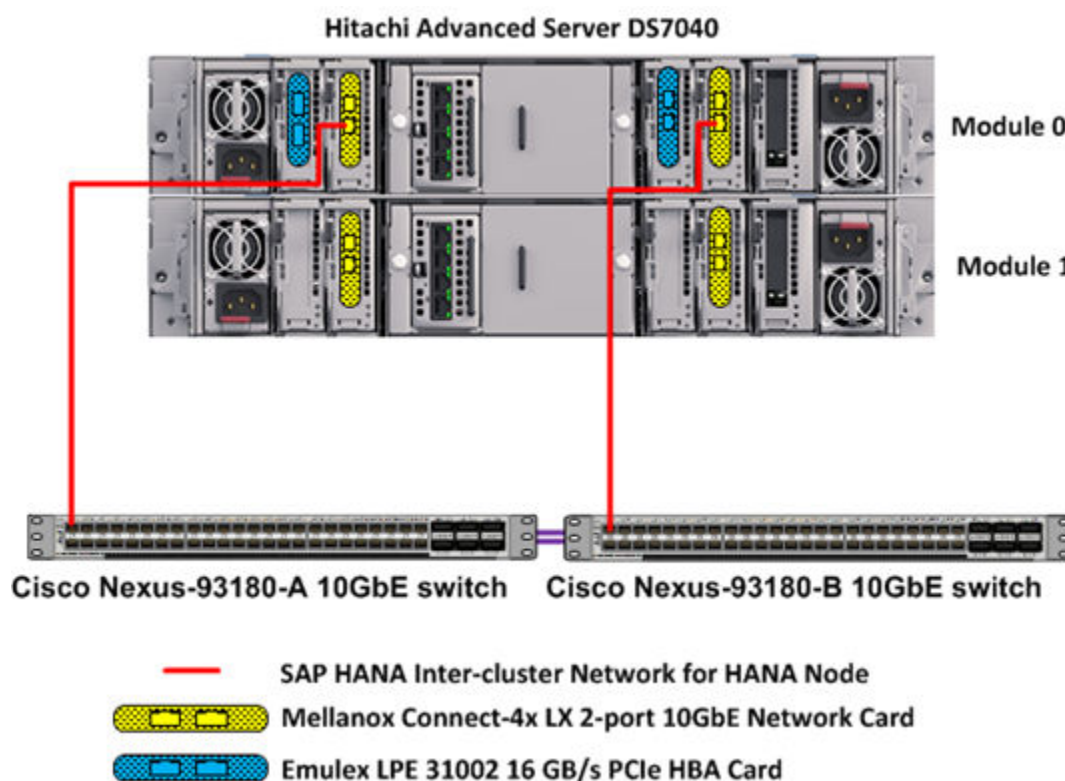 Hitachi Advanced Server DS7040
Module 0
Module 1
Cisco Nexus-93180-A 10GbE switch
Cisco Nexus-93180-B 10GbE switch
SAP HANA Inter-cluster Network for HANA Node
Mellanox Connect-4x LX 2-port 10GbE Network Card
Emulex LPE 31002 16 GB/s PCIe HBA Card